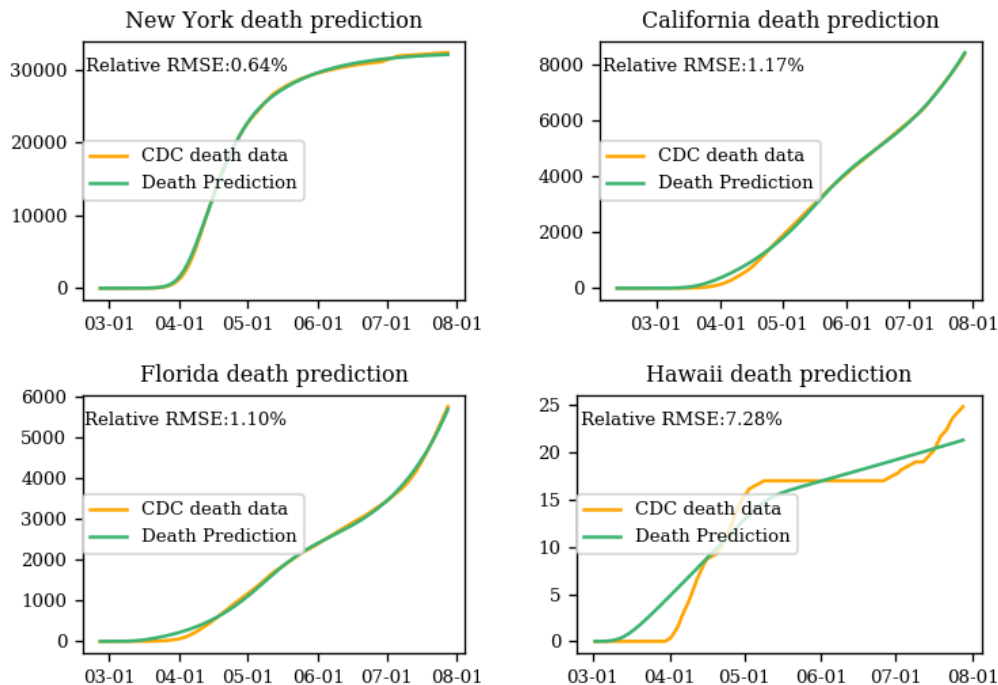 New York death prediction
Relative RMSE:0.64%
30000
20000
10000
0
CDC death data
Death Prediction
03-01 04-01 05-01 06-01 07-01 08-01
California death prediction
Relative RMSE:1.17%
8000
6000
4000
2000
0
CDC death data
Death Prediction
03-01 04-01 05-01 06-01 07-01 08-01
Florida death prediction
Relative RMSE:1.10%
6000
5000
4000
3000
2000
1000
0
CDC death data
Death Prediction
03-01 04-01 05-01 06-01 07-01 08-01
Hawaii death prediction
Relative RMSE:7.28%
25
20
15
10
5
0
CDC death data
Death Prediction
03-01 04-01 05-01 06-01 07-01 08-01